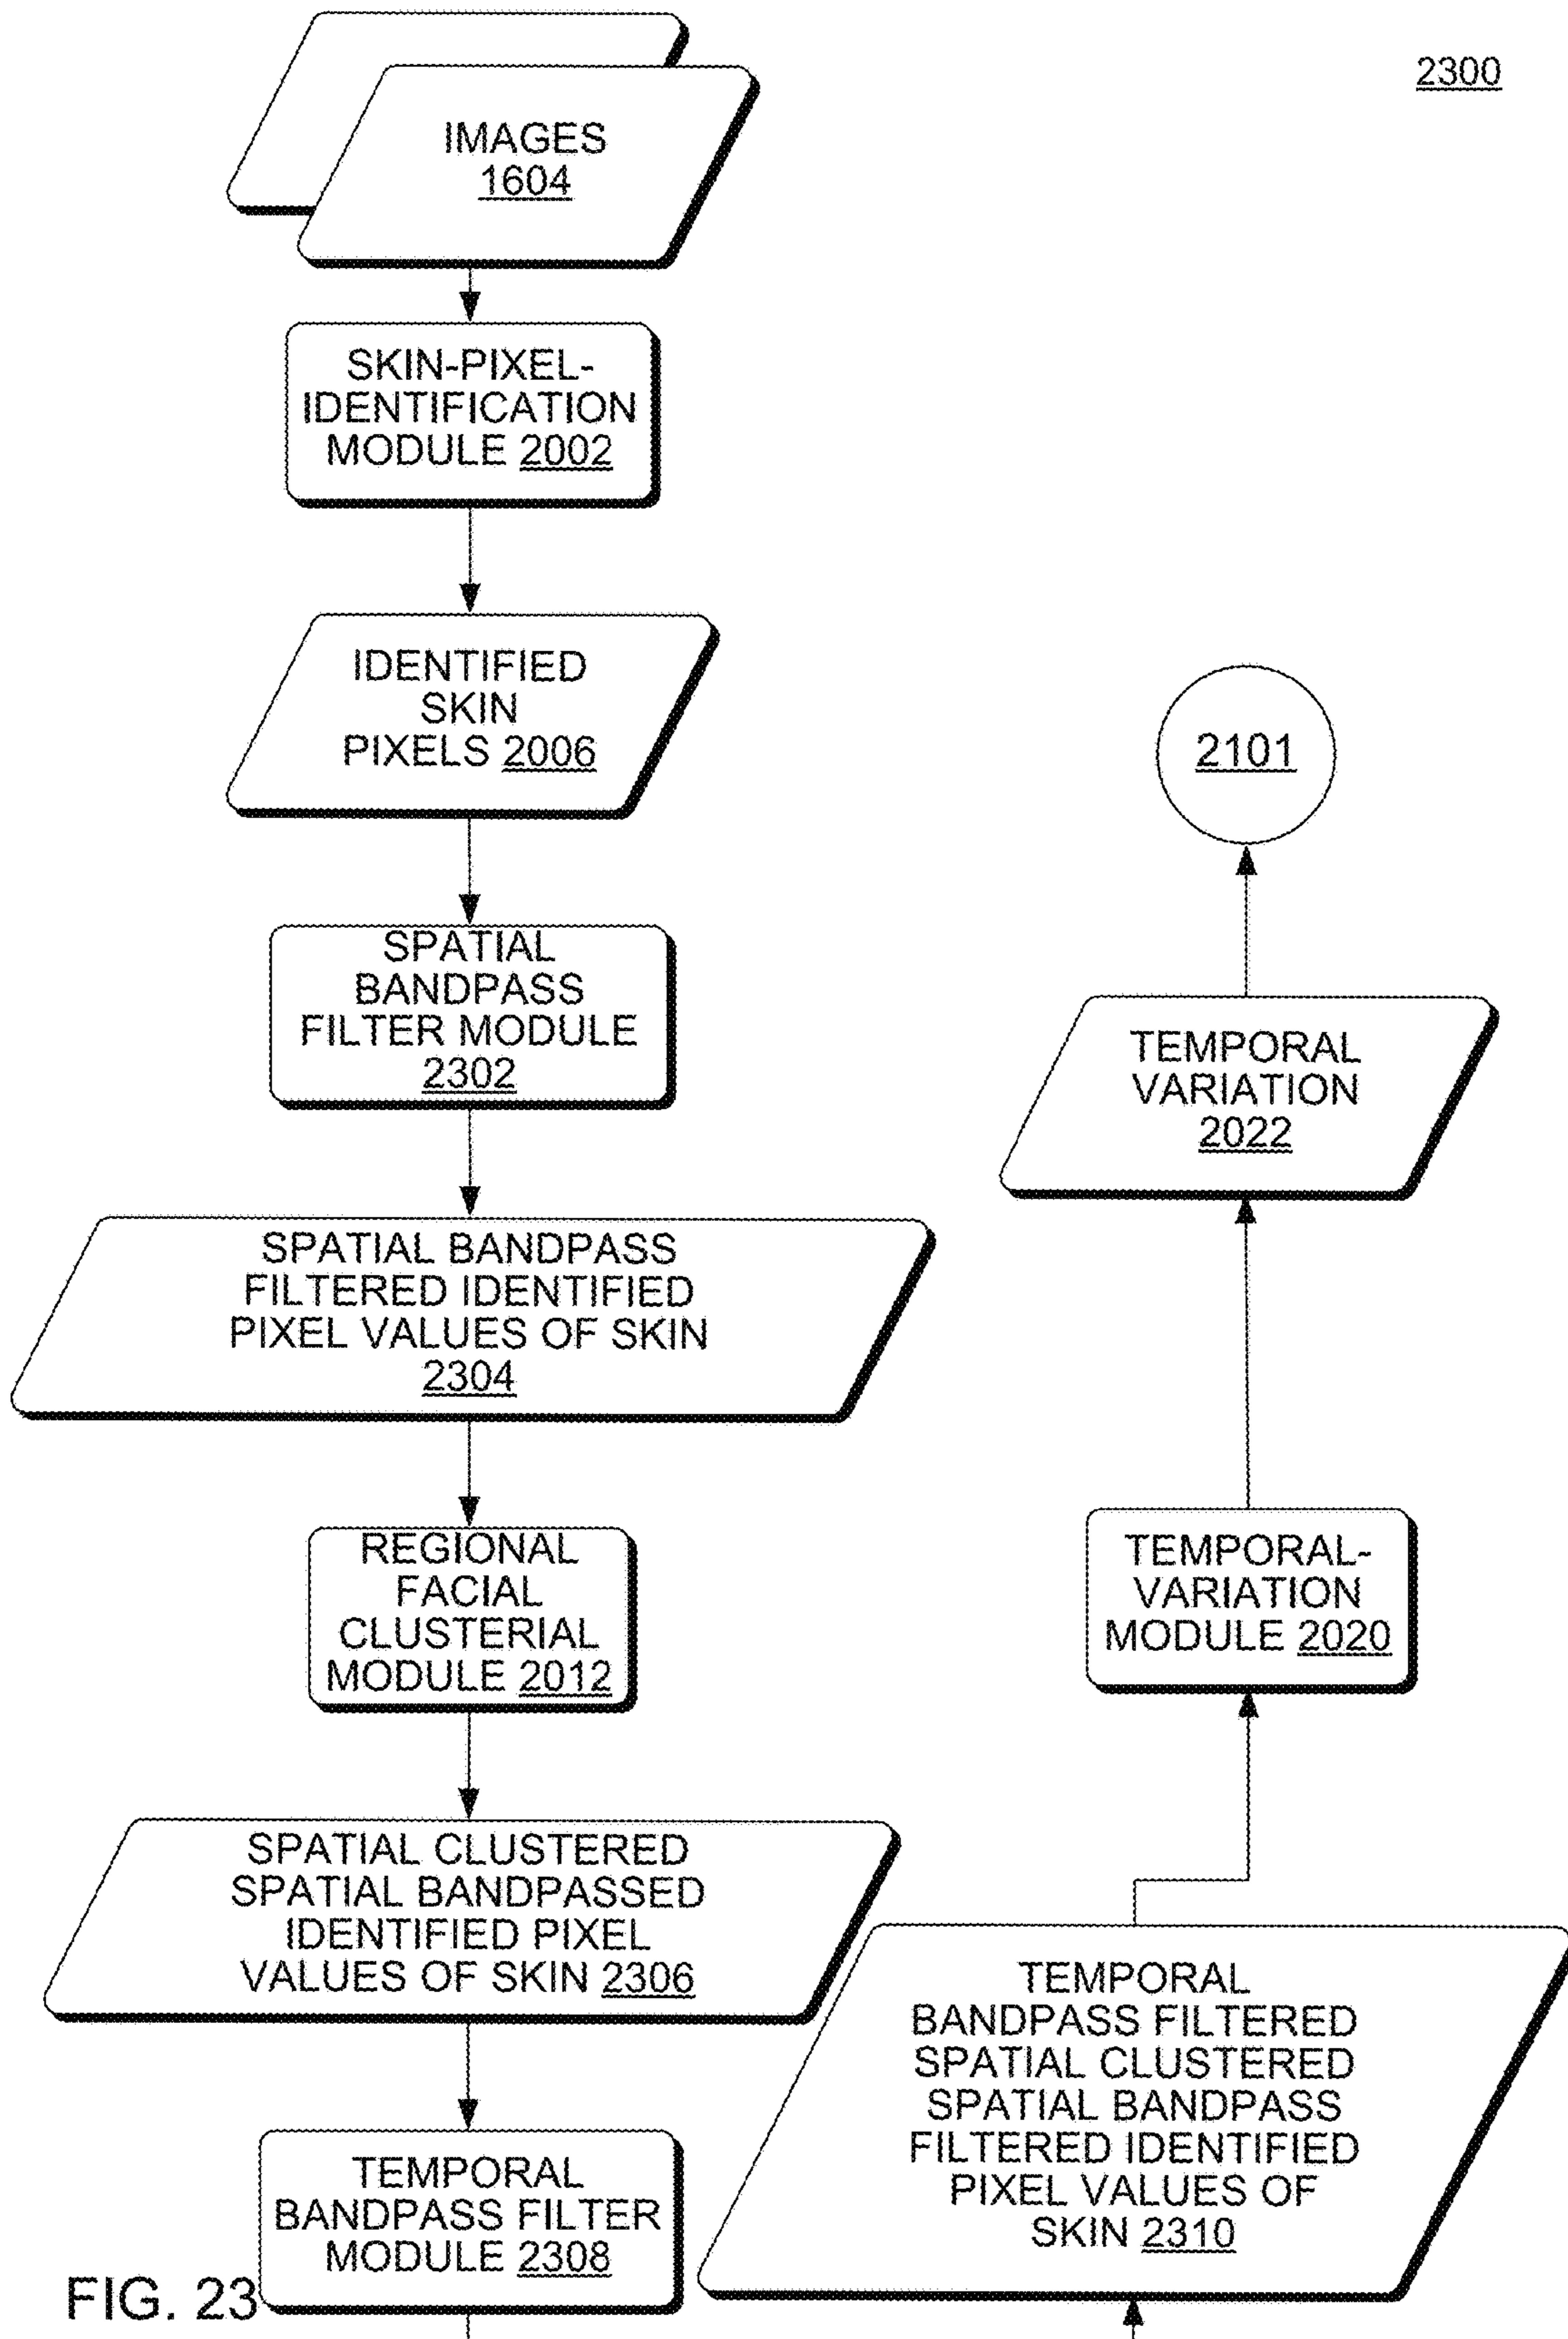 2300
IMAGES
1604
SKIN-PIXEL-
IDENTIFICATION
MODULE 2002
IDENTIFIED
SKIN
PIXELS 2006
SPATIAL
BANDPASS
FILTER MODULE
2302
SPATIAL BANDPASS
FILTERED IDENTIFIED
PIXEL VALUES OF SKIN
2304
REGIONAL
FACIAL
CLUSTERIAL
MODULE 2012
SPATIAL CLUSTERED
SPATIAL BANDPASSED
IDENTIFIED PIXEL
VALUES OF SKIN 2306
TEMPORAL
BANDPASS FILTER
MODULE 2308
TEMPORAL
BANDPASS FILTERED
SPATIAL CLUSTERED
SPATIAL BANDPASS
FILTERED IDENTIFIED
PIXEL VALUES OF
SKIN 2310
TEMPORAL-
VARIATION
MODULE 2020
TEMPORAL
VARIATION
2022
2101
FIG. 23